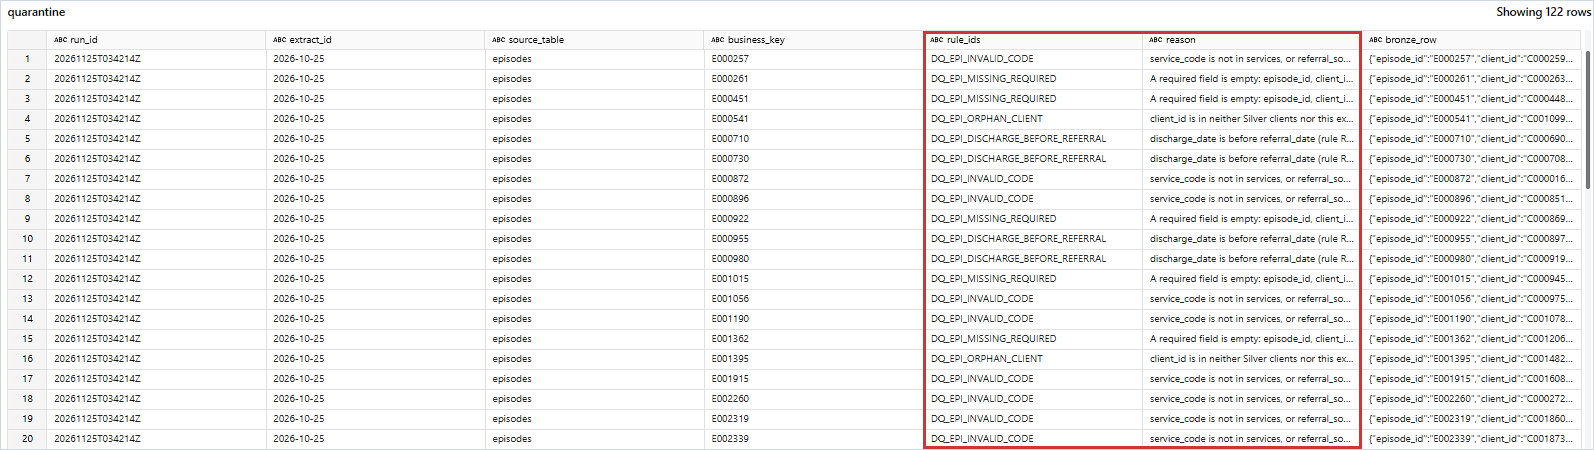 quarantine Showing 122 rows
ABC run_id ABC extract_id ABC source_table ABC business_key ABC rule_ids ABC reason ABC bronze_row
1 20261125T034214Z 2026-10-25 episodes E000257 DQ_EPI_INVALID_CODE service_code is not in services, or referral_so... {"episode_id":"E000257","client_id":"C000259...
2 20261125T034214Z 2026-10-25 episodes E000261 DQ_EPI_MISSING_REQUIRED A required field is empty: episode_id, client_i... {"episode_id":"E000261","client_id":"C000263...
3 20261125T034214Z 2026-10-25 episodes E000451 DQ_EPI_MISSING_REQUIRED A required field is empty: episode_id, client_i... {"episode_id":"E000451","client_id":"C000448...
4 20261125T034214Z 2026-10-25 episodes E000541 DQ_EPI_ORPHAN_CLIENT client_id is in neither Silver clients nor this ex... {"episode_id":"E000541","client_id":"C001099...
5 20261125T034214Z 2026-10-25 episodes E000710 DQ_EPI_DISCHARGE_BEFORE_REFERRAL discharge_date is before referral_date (rule R... {"episode_id":"E000710","client_id":"C000690...
6 20261125T034214Z 2026-10-25 episodes E000730 DQ_EPI_DISCHARGE_BEFORE_REFERRAL discharge_date is before referral_date (rule R... {"episode_id":"E000730","client_id":"C000708...
7 20261125T034214Z 2026-10-25 episodes E000872 DQ_EPI_INVALID_CODE service_code is not in services, or referral_so... {"episode_id":"E000872","client_id":"C000016...
8 20261125T034214Z 2026-10-25 episodes E000896 DQ_EPI_INVALID_CODE service_code is not in services, or referral_so... {"episode_id":"E000896","client_id":"C000851...
9 20261125T034214Z 2026-10-25 episodes E000922 DQ_EPI_MISSING_REQUIRED A required field is empty: episode_id, client_i... {"episode_id":"E000922","client_id":"C000869...
10 20261125T034214Z 2026-10-25 episodes E000955 DQ_EPI_DISCHARGE_BEFORE_REFERRAL discharge_date is before referral_date (rule R... {"episode_id":"E000955","client_id":"C000897...
11 20261125T034214Z 2026-10-25 episodes E000980 DQ_EPI_DISCHARGE_BEFORE_REFERRAL discharge_date is before referral_date (rule R... {"episode_id":"E000980","client_id":"C000919...
12 20261125T034214Z 2026-10-25 episodes E001015 DQ_EPI_MISSING_REQUIRED A required field is empty: episode_id, client_i... {"episode_id":"E001015","client_id":"C000945...
13 20261125T034214Z 2026-10-25 episodes E001056 DQ_EPI_INVALID_CODE service_code is not in services, or referral_so... {"episode_id":"E001056","client_id":"C000975...
14 20261125T034214Z 2026-10-25 episodes E001190 DQ_EPI_INVALID_CODE service_code is not in services, or referral_so... {"episode_id":"E001190","client_id":"C001078...
15 20261125T034214Z 2026-10-25 episodes E001362 DQ_EPI_MISSING_REQUIRED A required field is empty: episode_id, client_i... {"episode_id":"E001362","client_id":"C001206...
16 20261125T034214Z 2026-10-25 episodes E001395 DQ_EPI_ORPHAN_CLIENT client_id is in neither Silver clients nor this ex... {"episode_id":"E001395","client_id":"C001482...
17 20261125T034214Z 2026-10-25 episodes E001915 DQ_EPI_INVALID_CODE service_code is not in services, or referral_so... {"episode_id":"E001915","client_id":"C001608...
18 20261125T034214Z 2026-10-25 episodes E002260 DQ_EPI_INVALID_CODE service_code is not in services, or referral_so... {"episode_id":"E002260","client_id":"C000272...
19 20261125T034214Z 2026-10-25 episodes E002319 DQ_EPI_INVALID_CODE service_code is not in services, or referral_so... {"episode_id":"E002319","client_id":"C001860...
20 20261125T034214Z 2026-10-25 episodes E002339 DQ_EPI_INVALID_CODE service_code is not in services, or referral_so... {"episode_id":"E002339","client_id":"C001873...